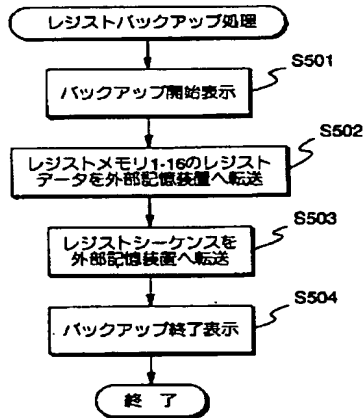 レジストバックアップ処理
S501
バックアップ開始表示
S502
レジストメモリ1-16のレジスト
データを外部記憶装置へ転送
S503
レジストシーケンスを
外部記憶装置へ転送
S504
バックアップ終了表示
終 了